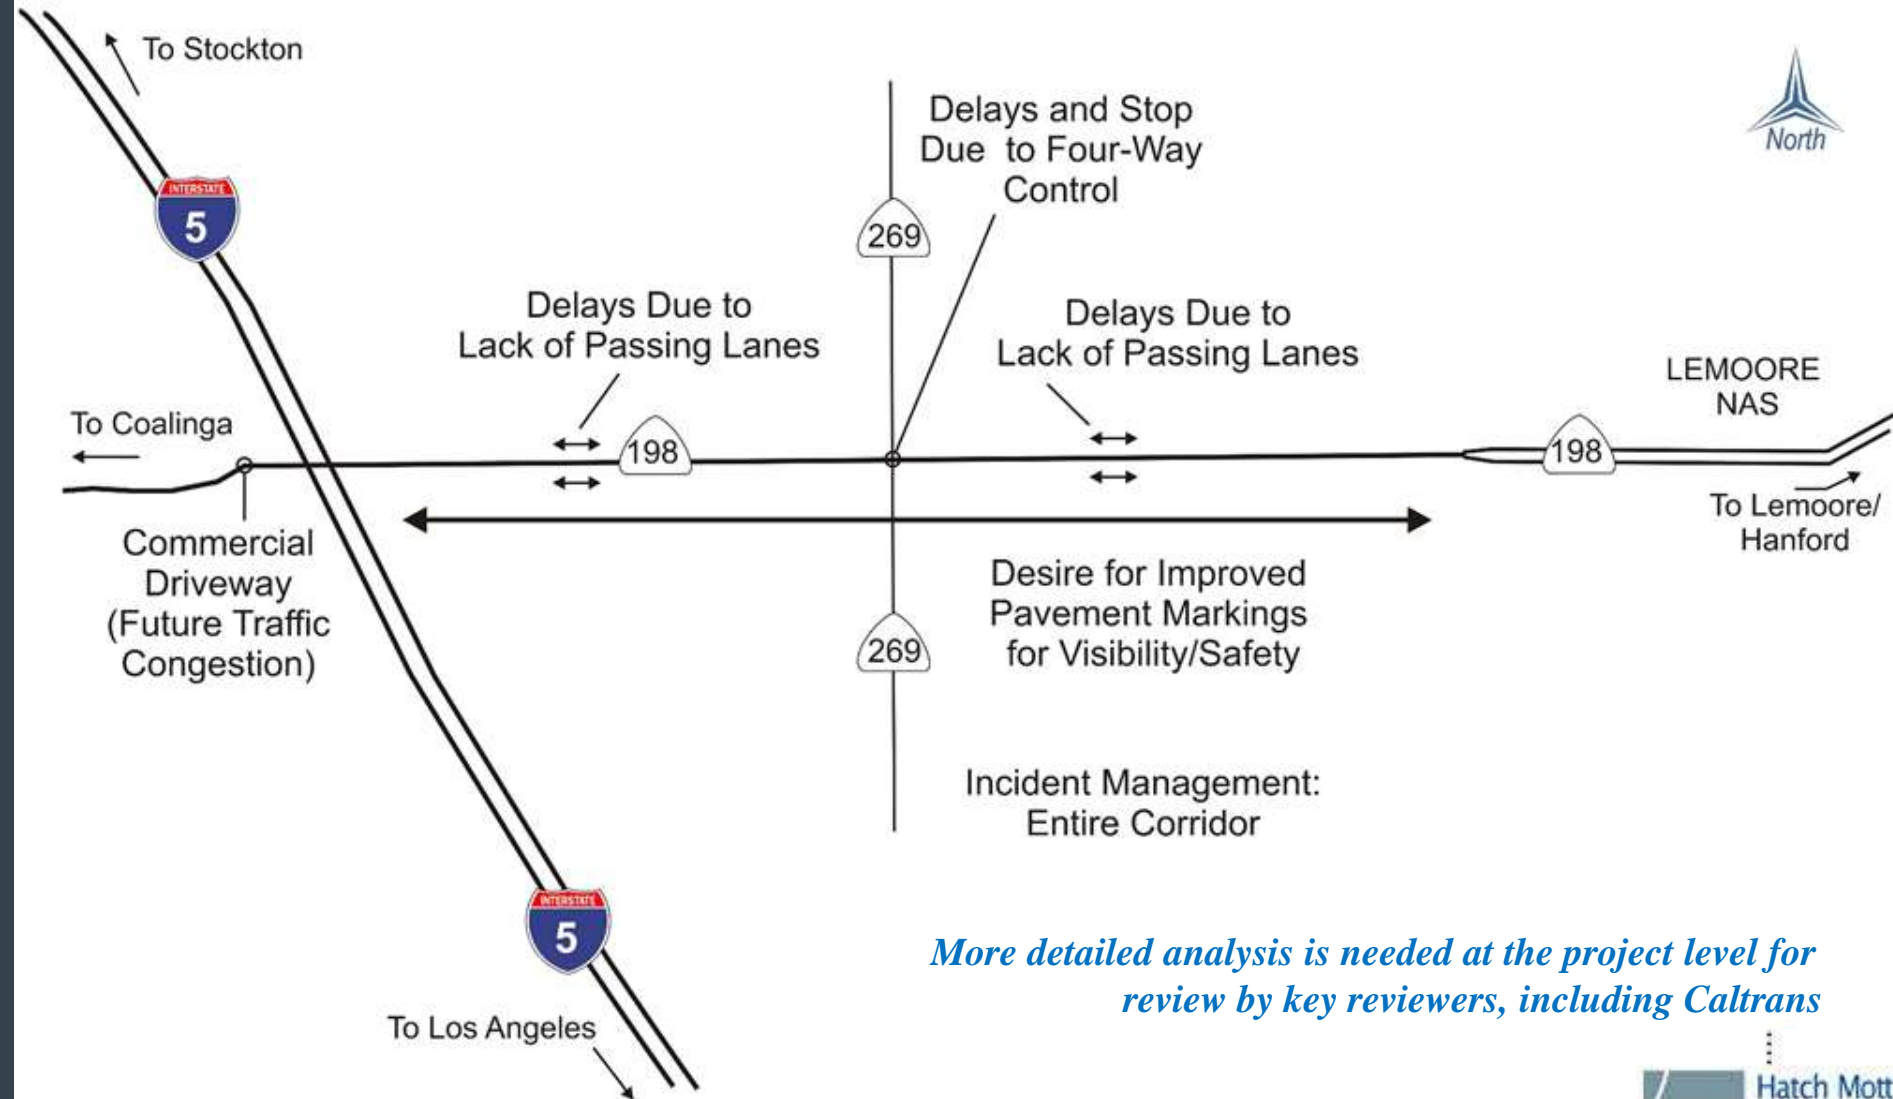 To Stockton
INTERSTATE
5
North
Delays and Stop
Due to Four-Way
Control
269
Delays Due to
Lack of Passing Lanes
Delays Due to
Lack of Passing Lanes
LEMOORE
NAS
To Coalinga
198
198
To Lemoore/
Hanford
Commercial
Driveway
(Future Traffic
Congestion)
Desire for Improved
Pavement Markings
for Visibility/Safety
269
Incident Management:
Entire Corridor
INTERSTATE
5
More detailed analysis is needed at the project level for
review by key reviewers, including Caltrans
To Los Angeles
Hatch Mott